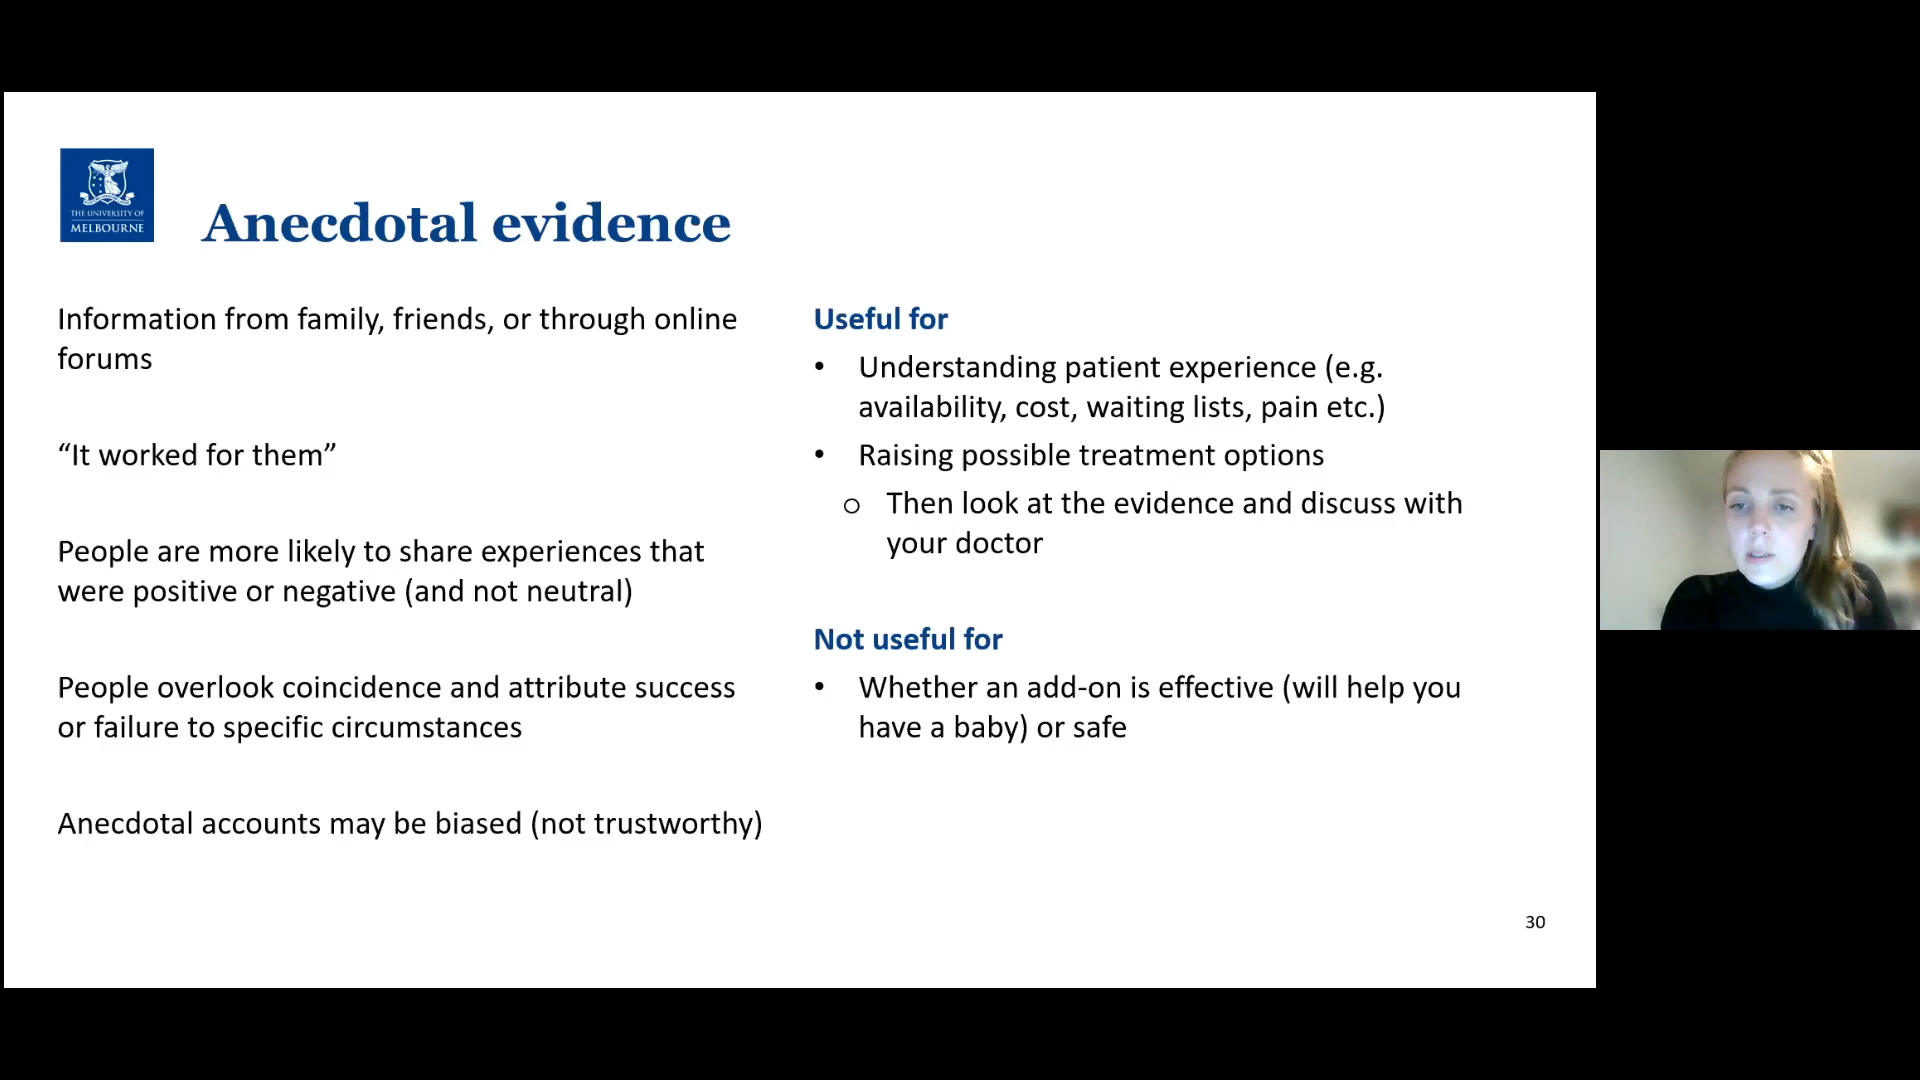 THE UNIVERSITY OF
MELBOURNE
Anecdotal evidence
Information from family, friends, or through online
forums
“It worked for them”
People are more likely to share experiences that
were positive or negative (and not neutral)
People overlook coincidence and attribute success
or failure to specific circumstances
Anecdotal accounts may be biased (not trustworthy)
Useful for
• Understanding patient experience (e.g.
availability, cost, waiting lists, pain etc.)
• Raising possible treatment options
o Then look at the evidence and discuss with
your doctor
Not useful for
• Whether an add-on is effective (will help you
have a baby) or safe
30